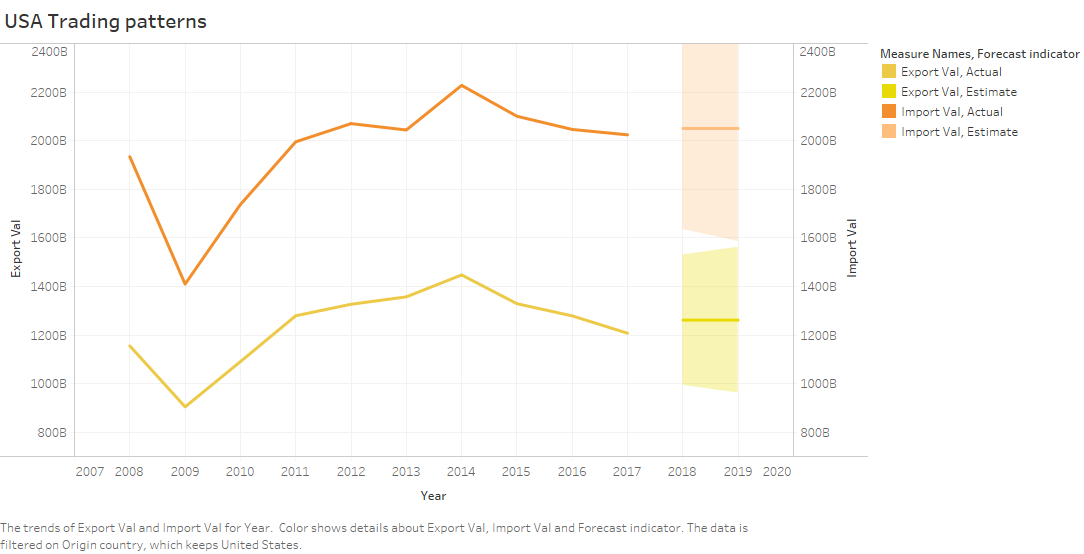 USA Trading patterns
2400B
2200B
2000B
1800B
1600B
1400B
1200B
1000B
800B
Export Val
2400B
2200B
2000B
1800B
1600B
1400B
1200B
1000B
800B
Import Val
2007 2008 2009 2010 2011 2012 2013 2014 2015 2016 2017 2018 2019 2020
Year
Measure Names, Forecast indicator
Export Val, Actual
Export Val, Estimate
Import Val, Actual
Import Val, Estimate
The trends of Export Val and Import Val for Year.  Color shows details about Export Val, Import Val and Forecast indicator. The data is
filtered on Origin country, which keeps United States.